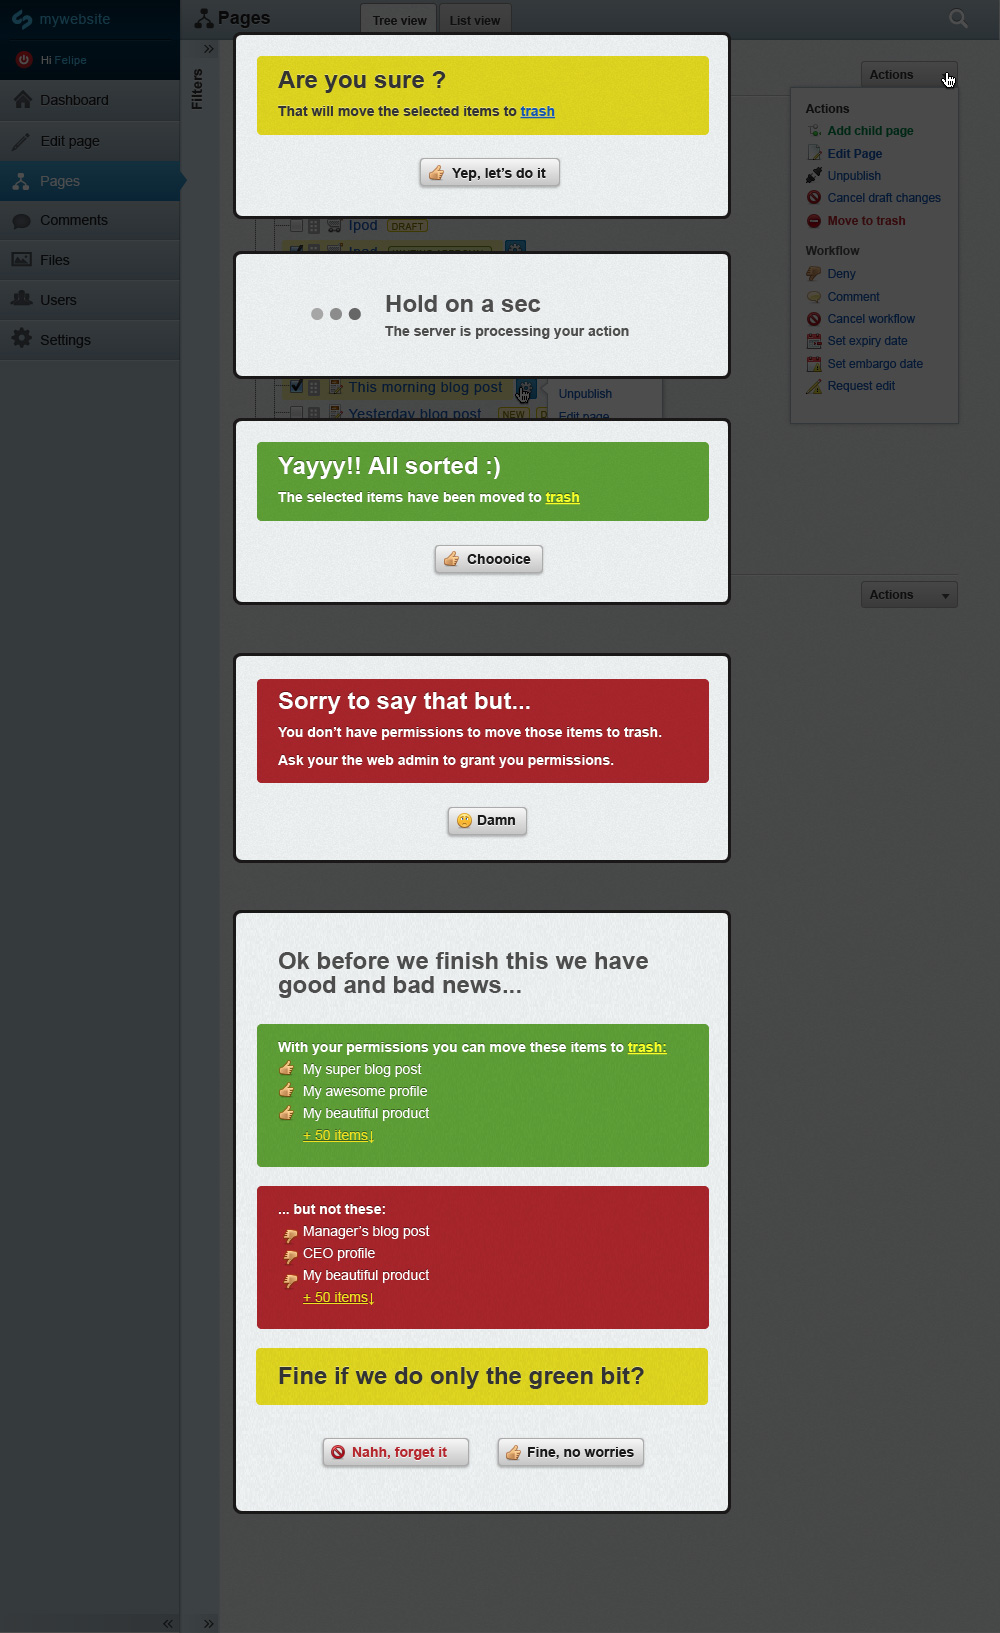 mywebsite
Hi Felipe
Dashboard
Edit page
Pages
Comments
Files
Users
Settings
Filters
Pages
Tree view
List view
Actions
Actions
Add child page
Edit Page
Unpublish
Cancel draft changes
Move to trash
Workflow
Deny
Comment
Cancel workflow
Set expiry date
Set embargo date
Request edit
Are you sure ?
That will move the selected items to trash
Yep, let's do it
Ipod DRAFT
Ipod
Hold on a sec
The server is processing your action
This morning blog post
Unpublish
Yesterday blog post NEW
Edit page
Yayyy!! All sorted :)
The selected items have been moved to trash
Choooice
Actions
Sorry to say that but...
You don't have permissions to move those items to trash.
Ask your the web admin to grant you permissions.
Damn
Ok before we finish this we have
good and bad news...
With your permissions you can move these items to trash:
My super blog post
My awesome profile
My beautiful product
+ 50 items↓
... but not these:
Manager's blog post
CEO profile
My beautiful product
+ 50 items↓
Fine if we do only the green bit?
Nahh, forget it
Fine, no worries